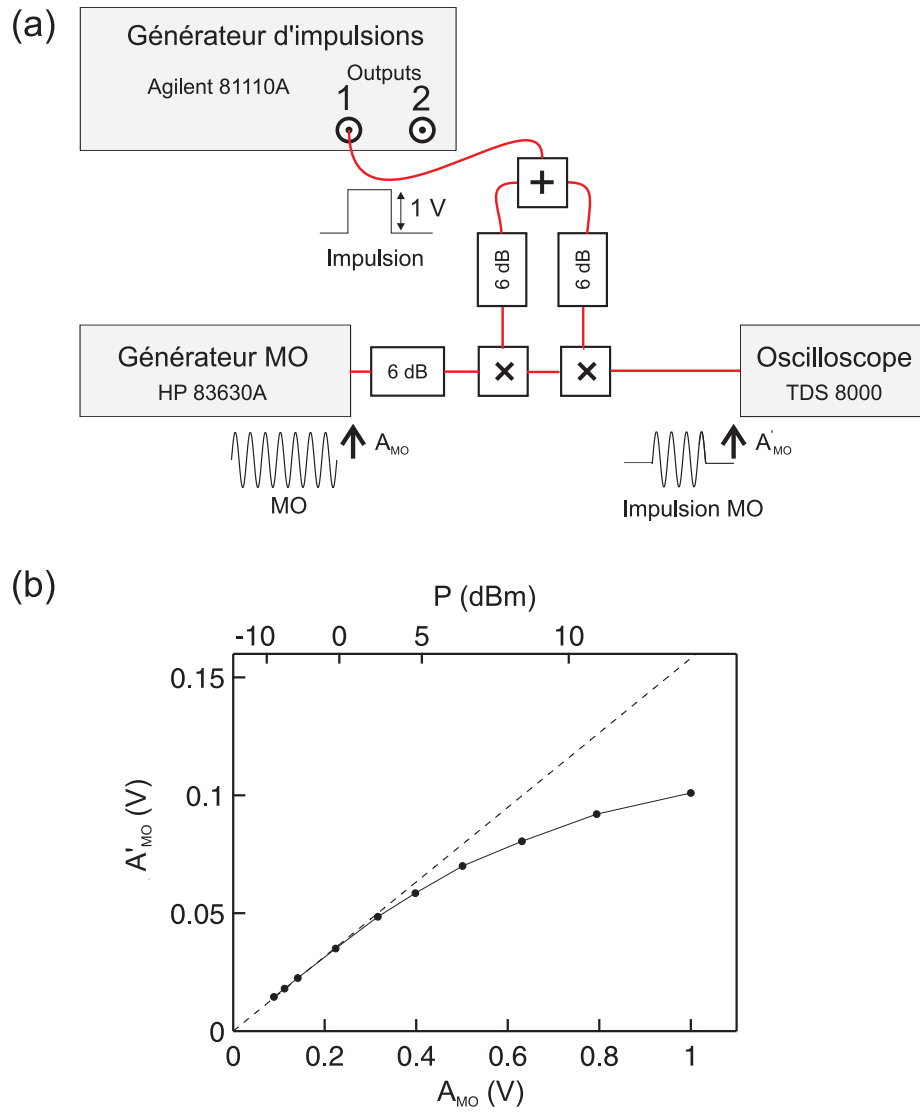 (a)
Générateur d'impulsions
Agilent 81110A
Outputs
1 2
+
1 V
Impulsion
6 dB
6 dB
Générateur MO
HP 83630A
6 dB
×
×
Oscilloscope
TDS 8000
A_MO
MO
A'_MO
Impulsion MO
(b)
P (dBm)
-10 0 5 10
0.15
0.1
0.05
0
A'_MO (V)
0 0.2 0.4 0.6 0.8 1
A_MO (V)